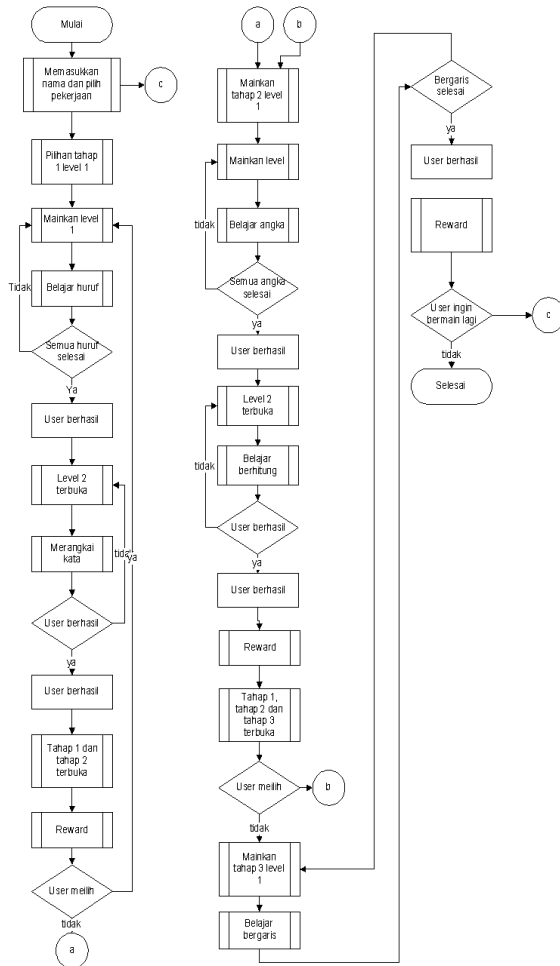 Mulai
Memasukkan
nama dan pilih
pekerjaan
c
Pilihan tahap
1 level 1
Mainkan level
1
Tidak
Belajar huruf
Semua huruf
selesai
Ya
User berhasil
Level 2
terbuka
Merangkai
kata
tidak
ya
User berhasil
ya
User berhasil
Tahap 1 dan
tahap 2
terbuka
Reward
User meilih
tidak
a
a
b
Mainkan
tahap 2 level
1
Mainkan level
tidak
Belajar angka
Semua angka
selesai
ya
User berhasil
Level 2
terbuka
tidak
Belajar
berhitung
User berhasil
ya
User berhasil
Reward
Tahap 1,
tahap 2 dan
tahap 3
terbuka
User meilih
b
tidak
Mainkan
tahap 3 level
1
Belajar
bergaris
Bergaris
selesai
ya
User berhasil
Reward
User ingin
bermain lagi
c
tidak
Selesai